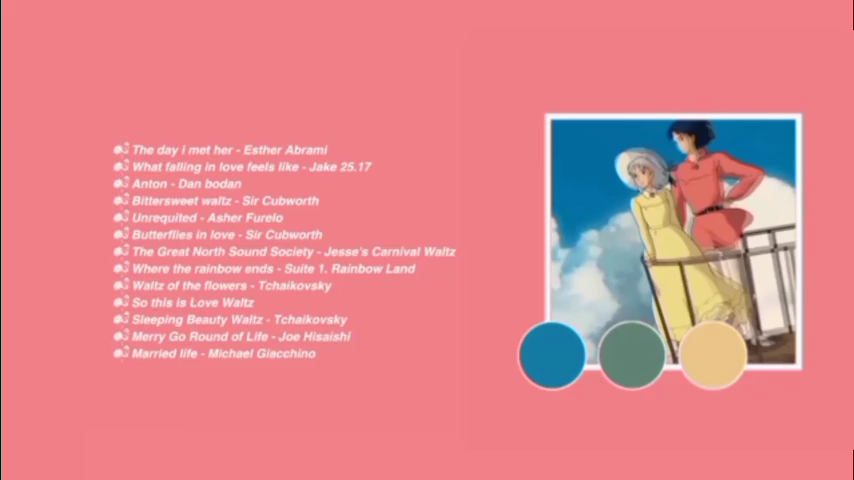 The day i met her - Esther Abrami
What falling in love feels like - Jake 25.17
Anton - Dan bodan
Bittersweet waltz - Sir Cubworth
Unrequited - Asher Furelo
Butterflies in love - Sir Cubworth
The Great North Sound Society - Jesse's Carnival Waltz
Where the rainbow ends - Suite 1. Rainbow Land
Waltz of the flowers - Tchaikovsky
So this is Love Waltz
Sleeping Beauty Waltz - Tchaikovsky
Merry Go Round of Life - Joe Hisaishi
Married life - Michael Giacchino